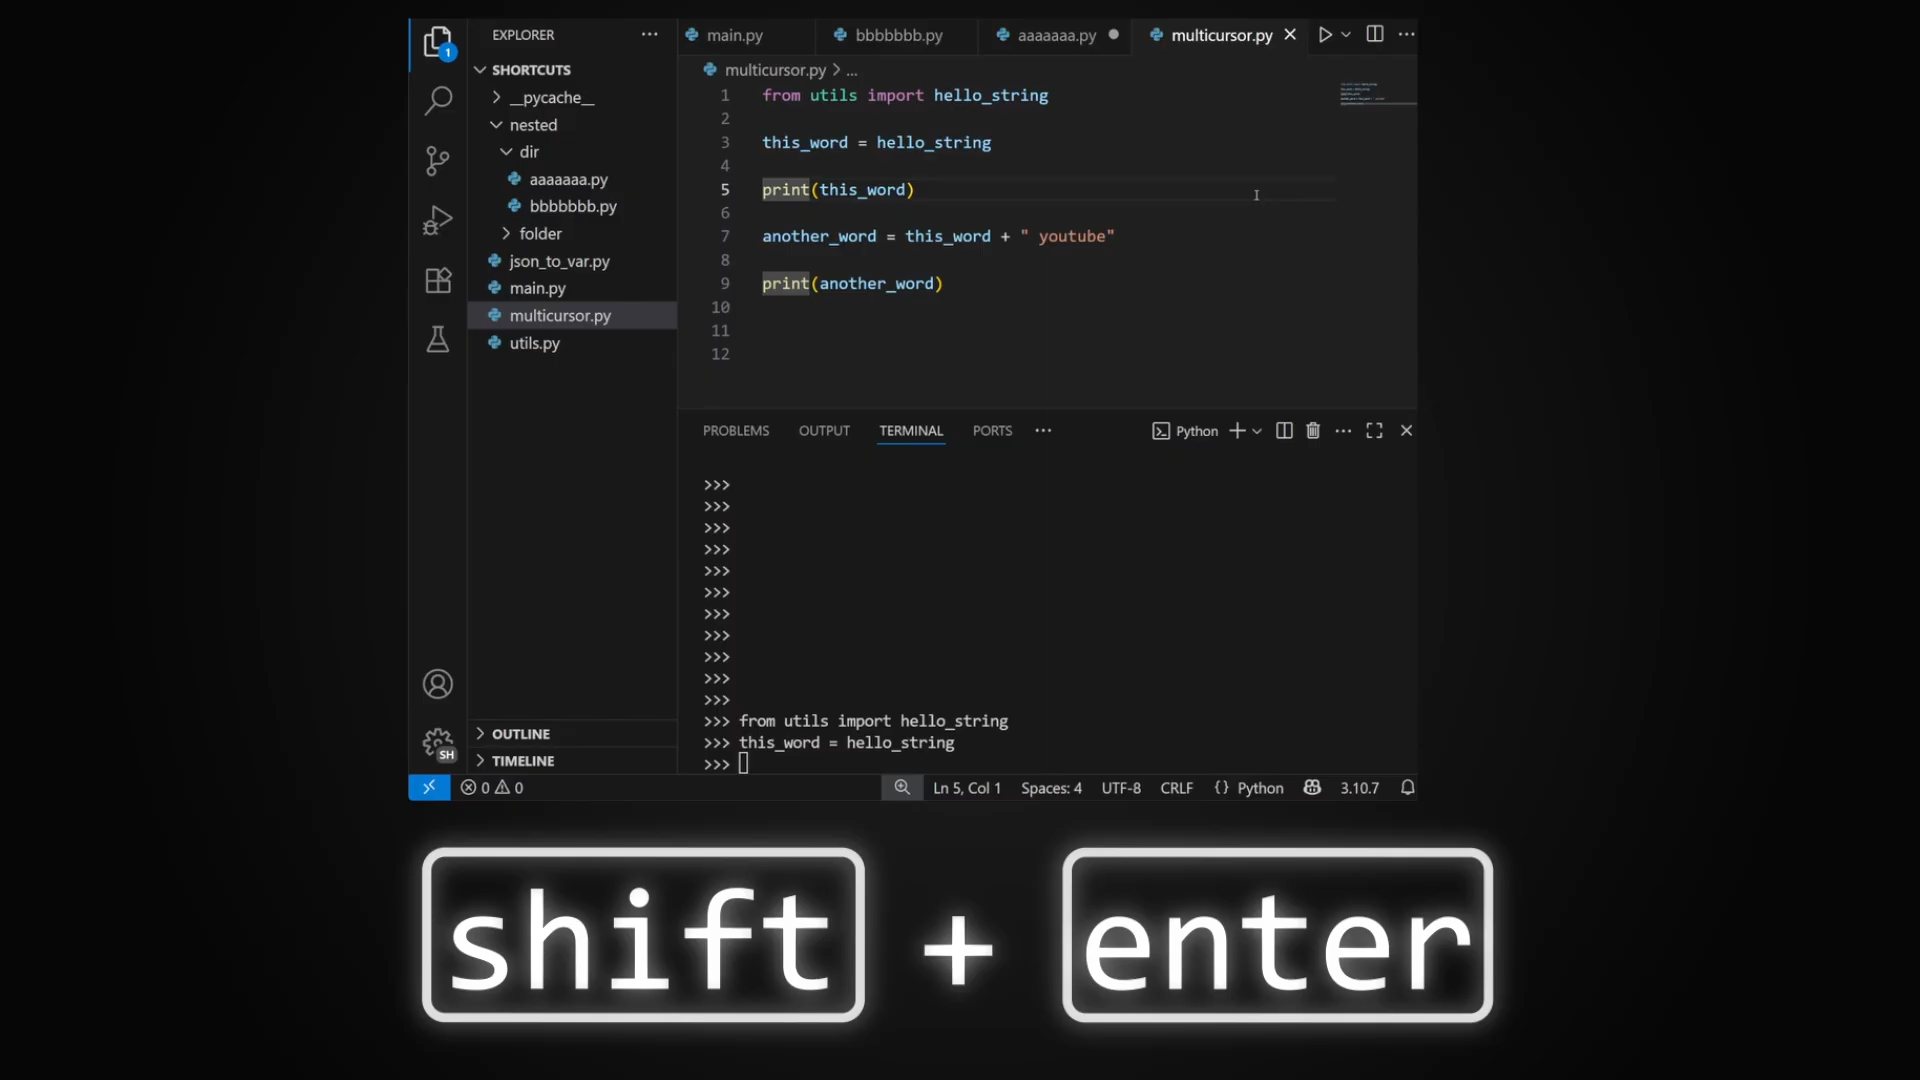 EXPLORER
SHORTCUTS
__pycache__
nested
dir
aaaaaaa.py
bbbbbbb.py
folder
json_to_var.py
main.py
multicursor.py
utils.py
OUTLINE
TIMELINE
1
SH
main.py
bbbbbbb.py
aaaaaaa.py
multicursor.py
multicursor.py > ...
1 from utils import hello_string
2
3 this_word = hello_string
4
5 print(this_word)
6
7 another_word = this_word + " youtube"
8
9 print(another_word)
10
11
12
PROBLEMS OUTPUT TERMINAL PORTS
Python
>>>
>>>
>>>
>>>
>>>
>>>
>>>
>>>
>>>
>>>
>>>
>>> from utils import hello_string
>>> this_word = hello_string
>>>
0 0 Ln 5, Col 1 Spaces: 4 UTF-8 CRLF {} Python 3.10.7
shift + enter